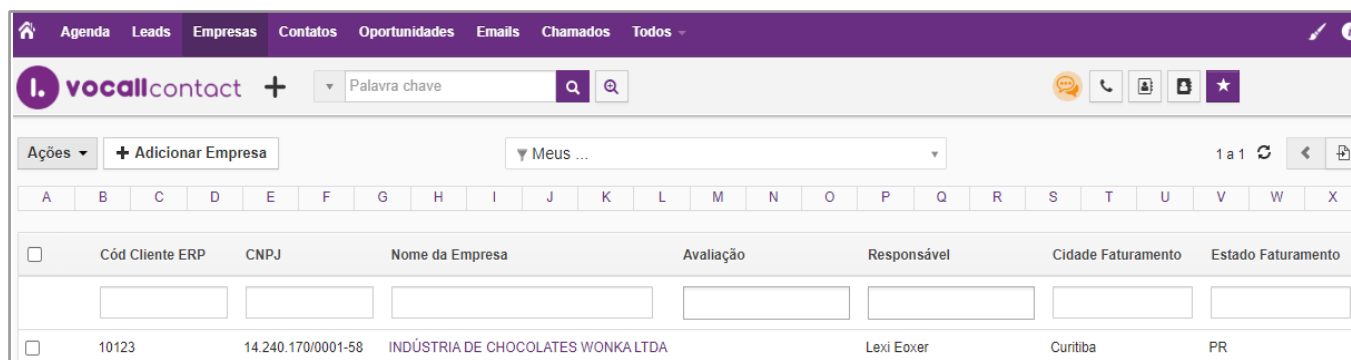 Agenda Leads Empresas Contatos Oportunidades Emails Chamados Todos
l. vocallcontact + Palavra chave
Ações + Adicionar Empresa Meus ... 1 a 1
A B C D E F G H I J K L M N O P Q R S T U V W X
Cód Cliente ERP CNPJ Nome da Empresa Avaliação Responsável Cidade Faturamento Estado Faturamento
10123 14.240.170/0001-58 INDÚSTRIA DE CHOCOLATES WONKA LTDA Lexi Eoxer Curitiba PR